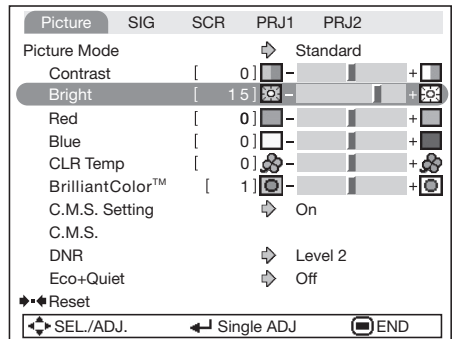 Picture SIG SCR PRJ1 PRJ2
Picture Mode Standard
Contrast [ 0] - +
Bright [ 15] - +
Red [ 0] - +
Blue [ 0] - +
CLR Temp [ 0] - +
BrilliantColor™ [ 1] - +
C.M.S. Setting On
C.M.S.
DNR Level 2
Eco+Quiet Off
Reset
SEL./ADJ. Single ADJ END